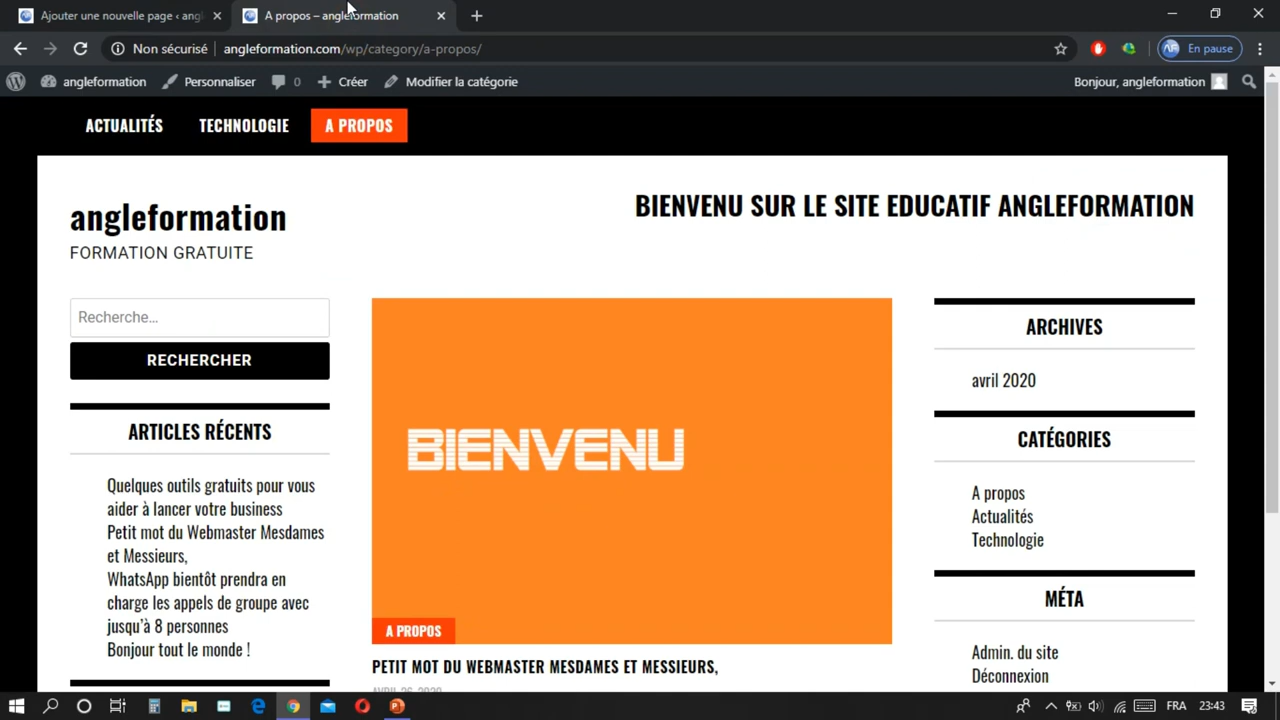 Ajouter une nouvelle page ‹ ang
A propos – angleformation
Non sécurisé
angleformation.com/wp/category/a-propos/
En pause
angleformation
Personnaliser
0
Créer
Modifier la catégorie
Bonjour, angleformation
ACTUALITÉS
TECHNOLOGIE
A PROPOS
angleformation
FORMATION GRATUITE
BIENVENU SUR LE SITE EDUCATIF ANGLEFORMATION
Recherche…
RECHERCHER
ARTICLES RÉCENTS
Quelques outils gratuits pour vous
aider à lancer votre business
Petit mot du Webmaster Mesdames
et Messieurs,
WhatsApp bientôt prendra en
charge les appels de groupe avec
jusqu’à 8 personnes
Bonjour tout le monde !
BIENVENU
A PROPOS
PETIT MOT DU WEBMASTER MESDAMES ET MESSIEURS,
AVRIL 26, 2020
ARCHIVES
avril 2020
CATÉGORIES
A propos
Actualités
Technologie
MÉTA
Admin. du site
Déconnexion
FRA
23:43